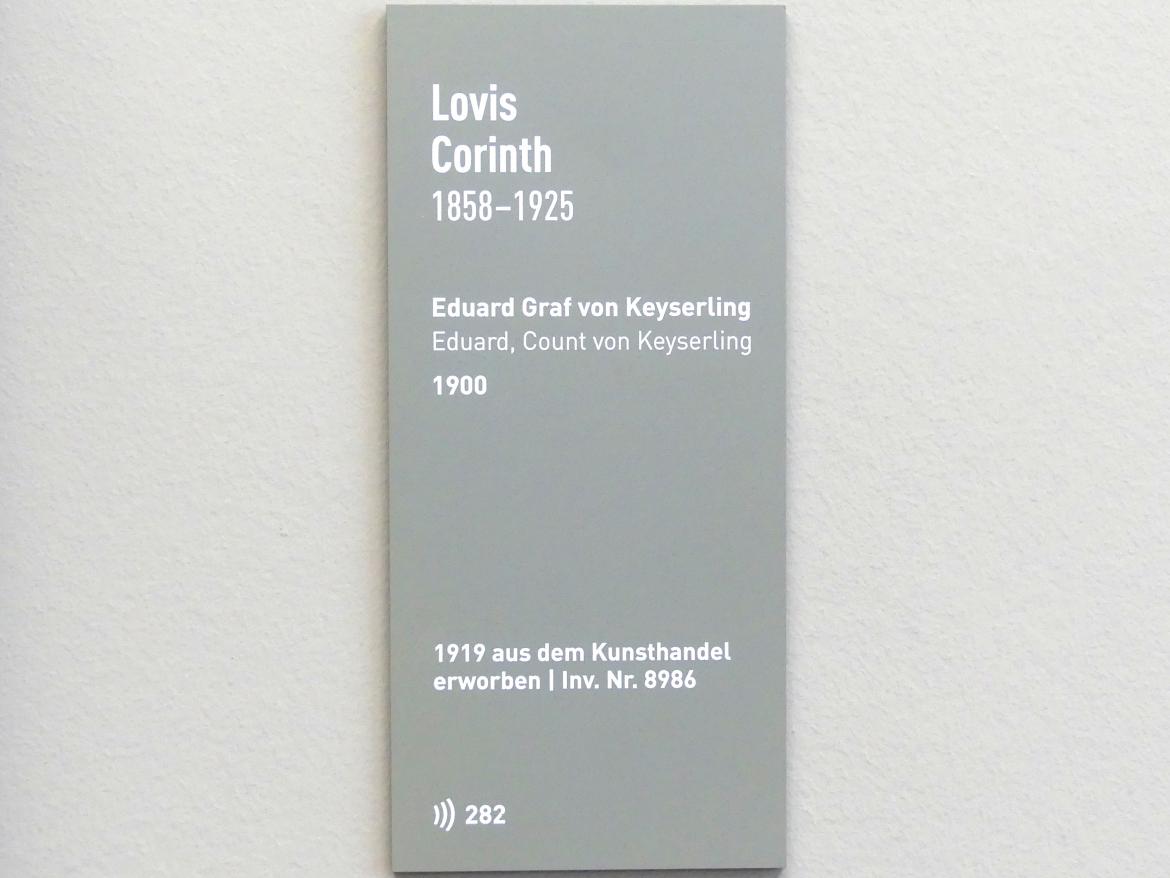 Lovis
Corinth
1858–1925
Eduard Graf von Keyserling
Eduard, Count von Keyserling
1900
1919 aus dem Kunsthandel
erworben | Inv. Nr. 8986
282